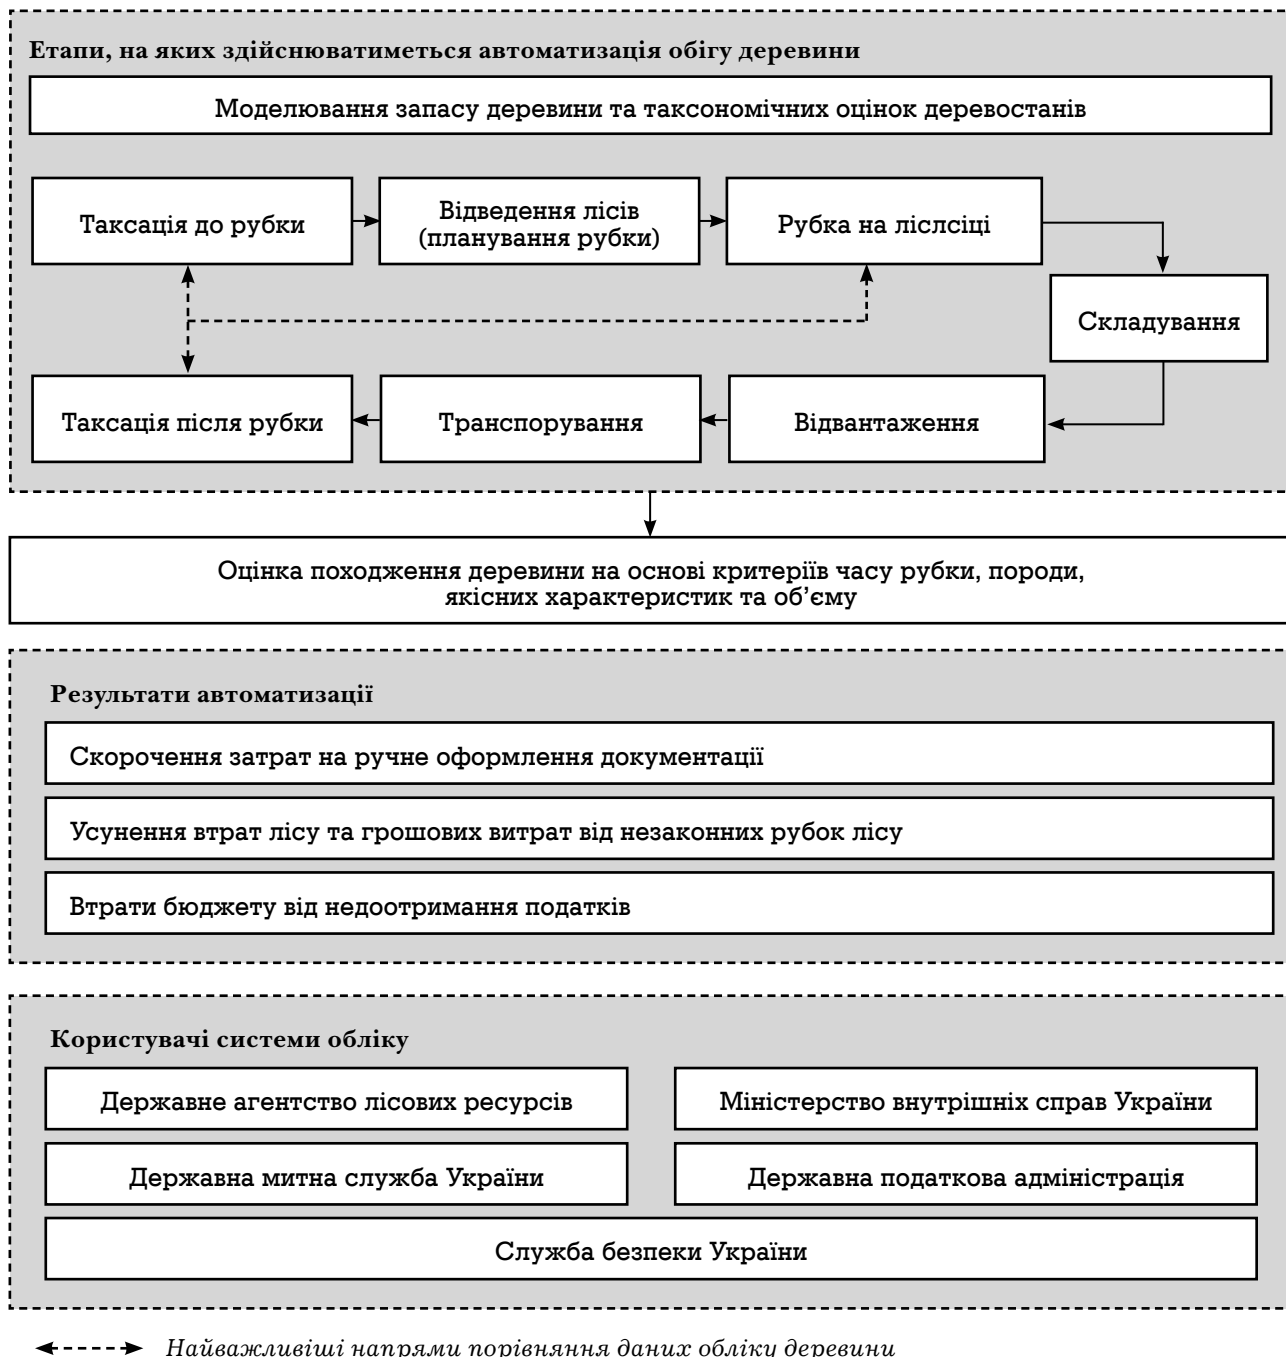 Етапи, на яких здійснюватиметься автоматизація обігу деревини
Моделювання запасу деревини та таксономічних оцінок деревостанів
Таксація до рубки
Відведення лісів
(планування рубки)
Рубка на ліслсіці
Складування
Таксація після рубки
Транспорування
Відвантаження
Оцінка походження деревини на основі критеріїв часу рубки, породи,
якісних характеристик та об’єму
Результати автоматизації
Скорочення затрат на ручне оформлення документації
Усунення втрат лісу та грошових витрат від незаконних рубок лісу
Втрати бюджету від недоотримання податків
Користувачі системи обліку
Державне агентство лісових ресурсів
Міністерство внутрішніх справ України
Державна митна служба України
Державна податкова адміністрація
Служба безпеки України
Найважливіші напрями порівняння даних обліку деревини